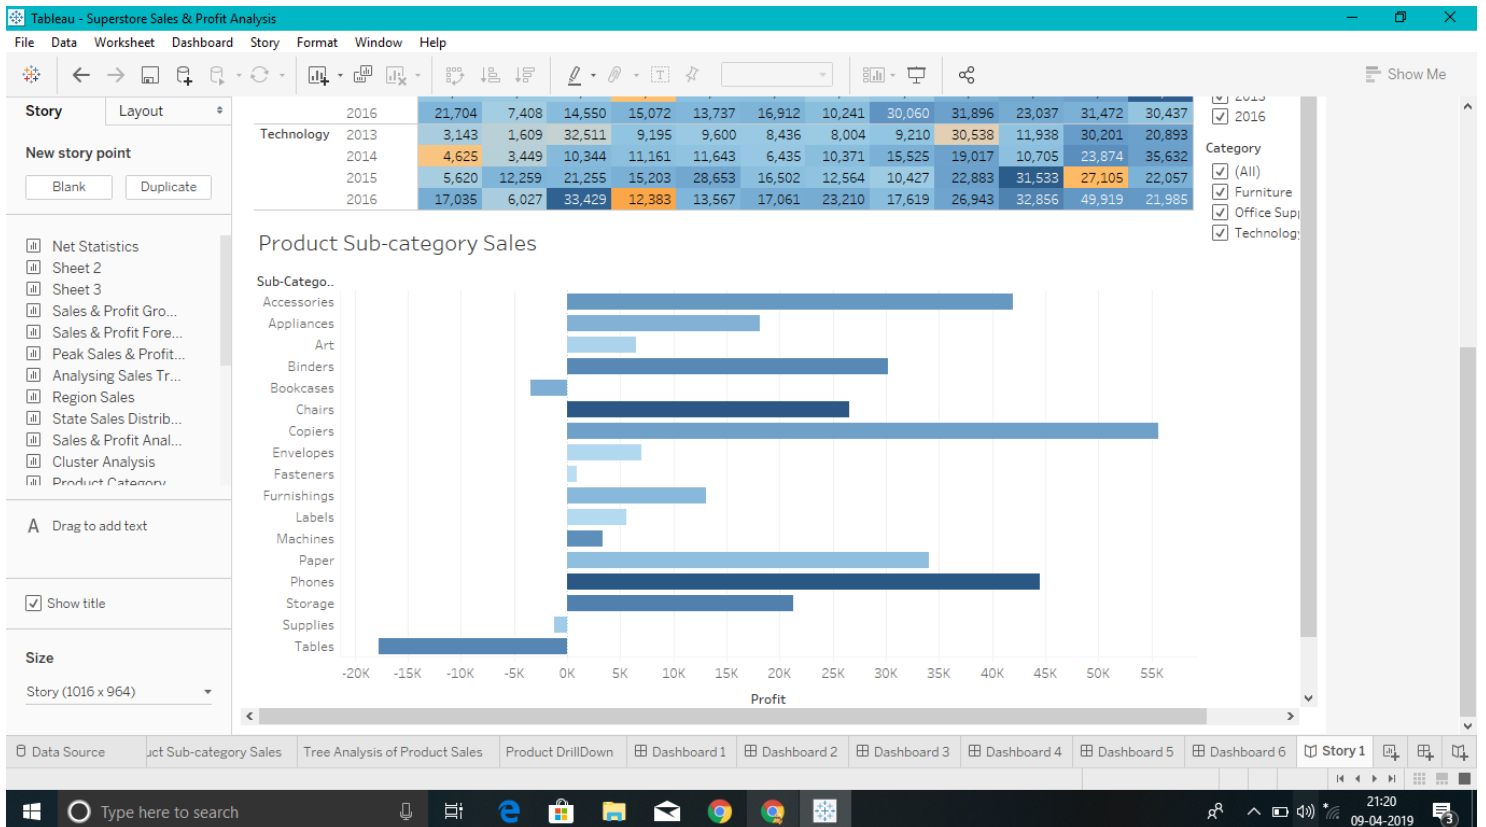 Tableau - Superstore Sales & Profit Analysis
File Data Worksheet Dashboard Story Format Window Help
Show Me
Story Layout
New story point
Blank Duplicate
Net Statistics
Sheet 2
Sheet 3
Sales & Profit Gro...
Sales & Profit Fore...
Peak Sales & Profit...
Analysing Sales Tr...
Region Sales
State Sales Distrib...
Sales & Profit Anal...
Cluster Analysis
Product Category
A Drag to add text
Show title
Size
Story (1016 x 964)
2016 21,704 7,408 14,550 15,072 13,737 16,912 10,241 30,060 31,896 23,037 31,472 30,437
Technology 2013 3,143 1,609 32,511 9,195 9,600 8,436 8,004 9,210 30,538 11,938 30,201 20,893
2014 4,625 3,449 10,344 11,161 11,643 6,435 10,371 15,525 19,017 10,705 23,874 35,632
2015 5,620 12,259 21,255 15,203 28,653 16,502 12,564 10,427 22,883 31,533 27,105 22,057
2016 17,035 6,027 33,429 12,383 13,567 17,061 23,210 17,619 26,943 32,856 49,919 21,985
2016
Category
(All)
Furniture
Office Sup
Technolog
Product Sub-category Sales
Sub-Catego..
Accessories
Appliances
Art
Binders
Bookcases
Chairs
Copiers
Envelopes
Fasteners
Furnishings
Labels
Machines
Paper
Phones
Storage
Supplies
Tables
-20K -15K -10K -5K 0K 5K 10K 15K 20K 25K 30K 35K 40K 45K 50K 55K
Profit
Data Source uct Sub-category Sales Tree Analysis of Product Sales Product DrillDown Dashboard 1 Dashboard 2 Dashboard 3 Dashboard 4 Dashboard 5 Dashboard 6 Story 1
Type here to search
21:20
09-04-2019
3